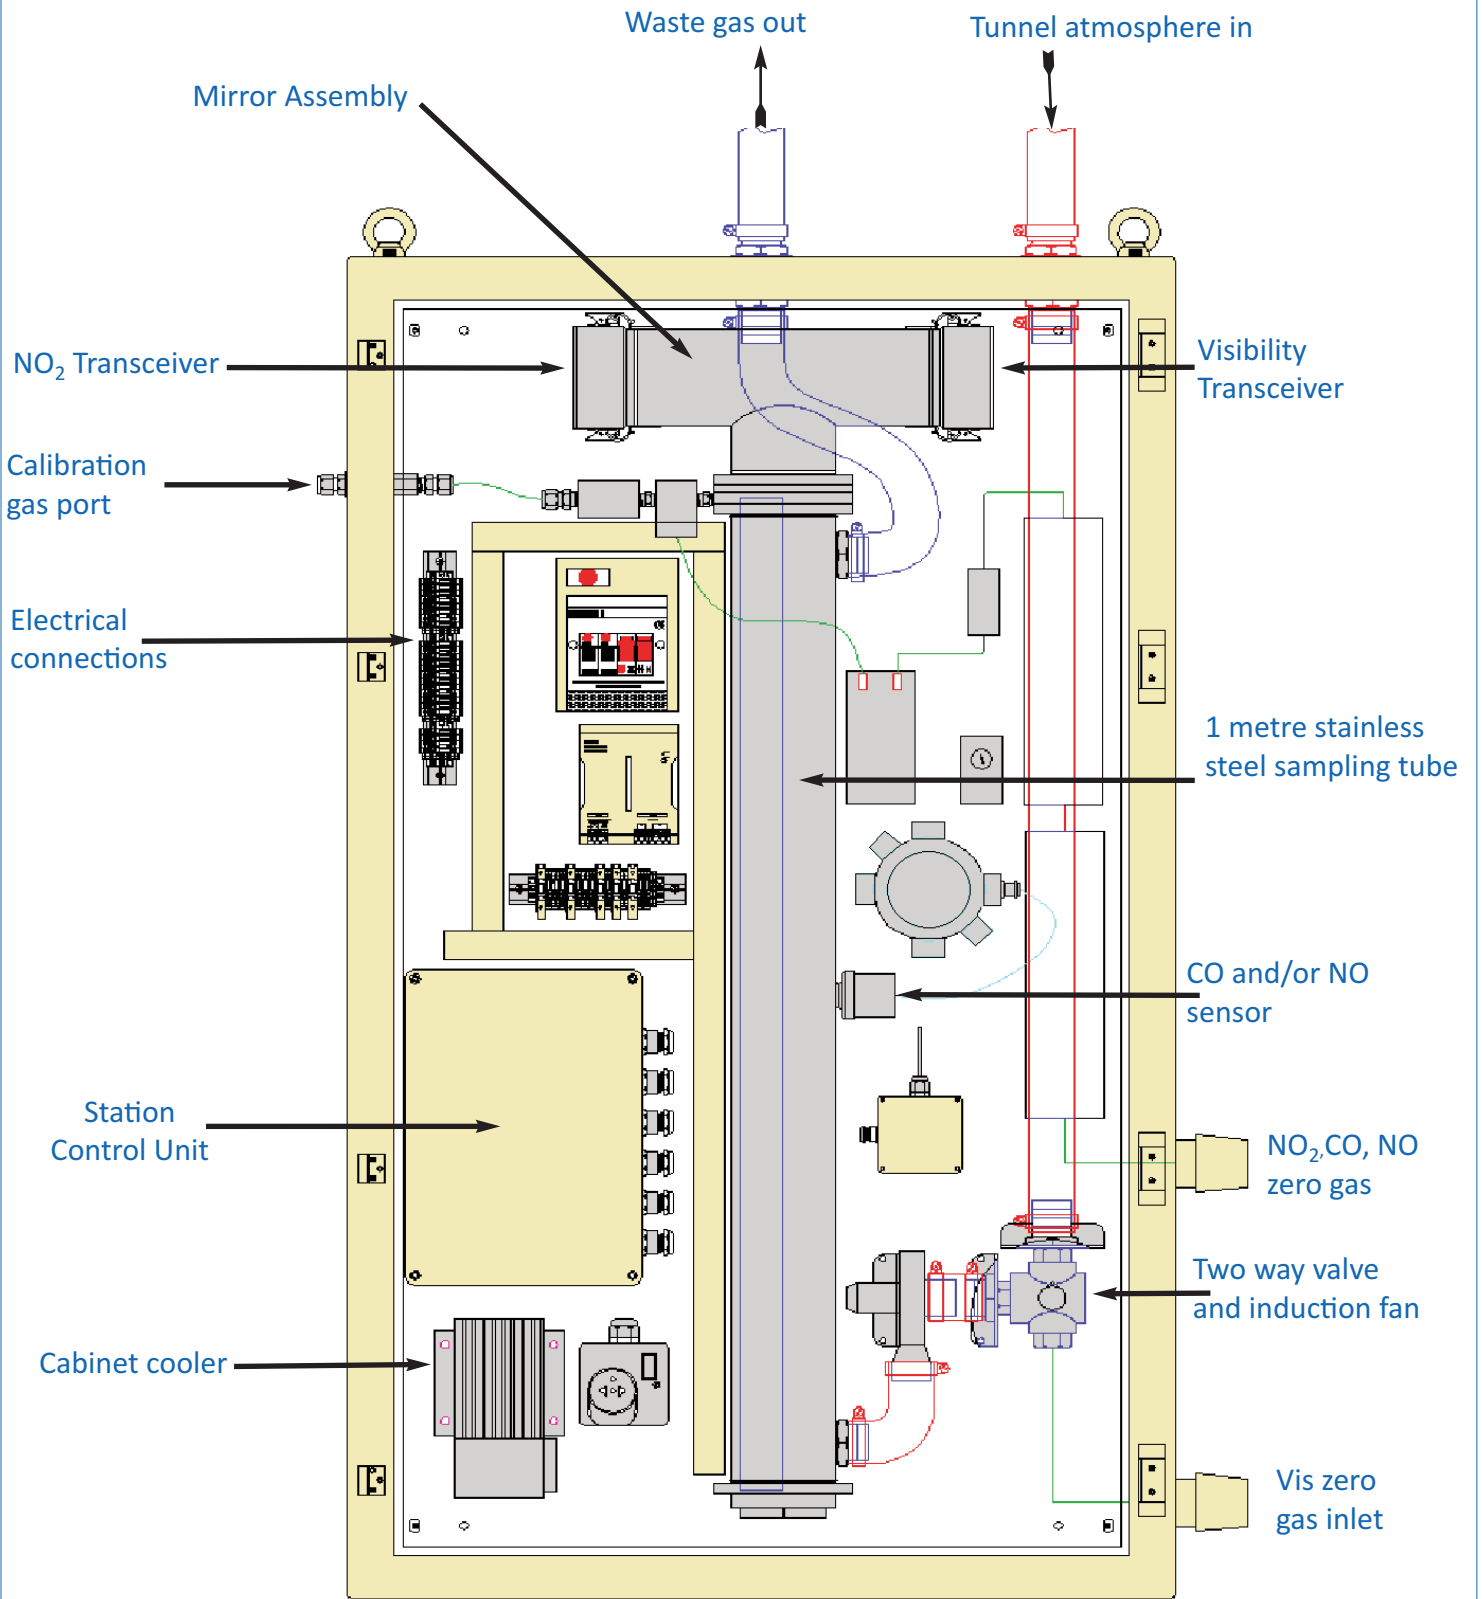 Waste gas out
Tunnel atmosphere in
Mirror Assembly
NO₂ Transceiver
Visibility
Transceiver
Calibration
gas port
Electrical
connections
1 metre stainless
steel sampling tube
CO and/or NO
sensor
Station
Control Unit
NO₂,CO, NO
zero gas
Two way valve
and induction fan
Cabinet cooler
Vis zero
gas inlet